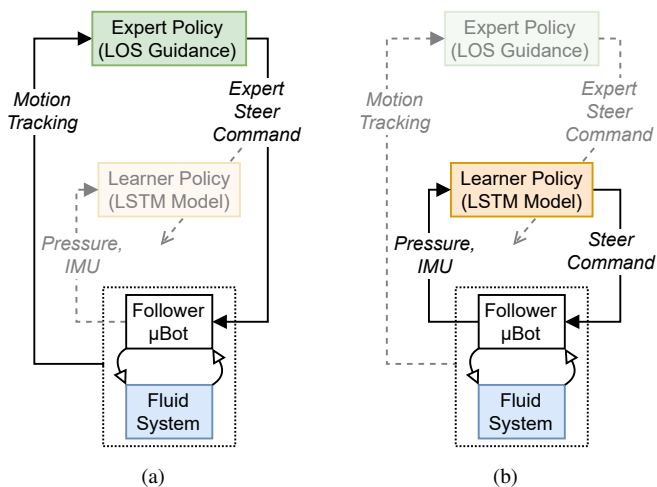 Expert Policy
(LOS Guidance)
Motion
Tracking
Expert
Steer
Command
Learner Policy
(LSTM Model)
Pressure,
IMU
Follower
μBot
Fluid
System
(a)
Expert Policy
(LOS Guidance)
Motion
Tracking
Expert
Steer
Command
Learner Policy
(LSTM Model)
Pressure,
IMU
Steer
Command
Follower
μBot
Fluid
System
(b)